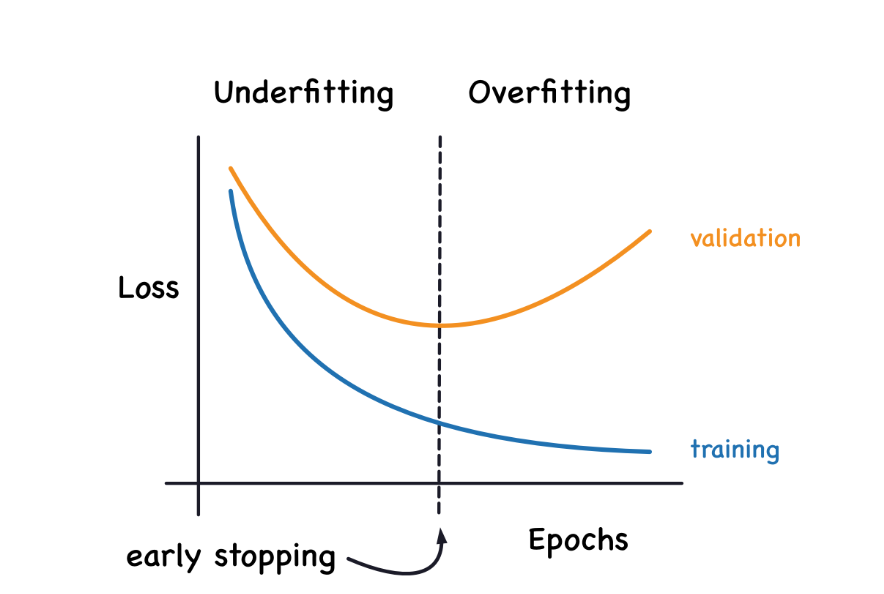 Underfitting
Overfitting
Loss
validation
training
Epochs
early stopping